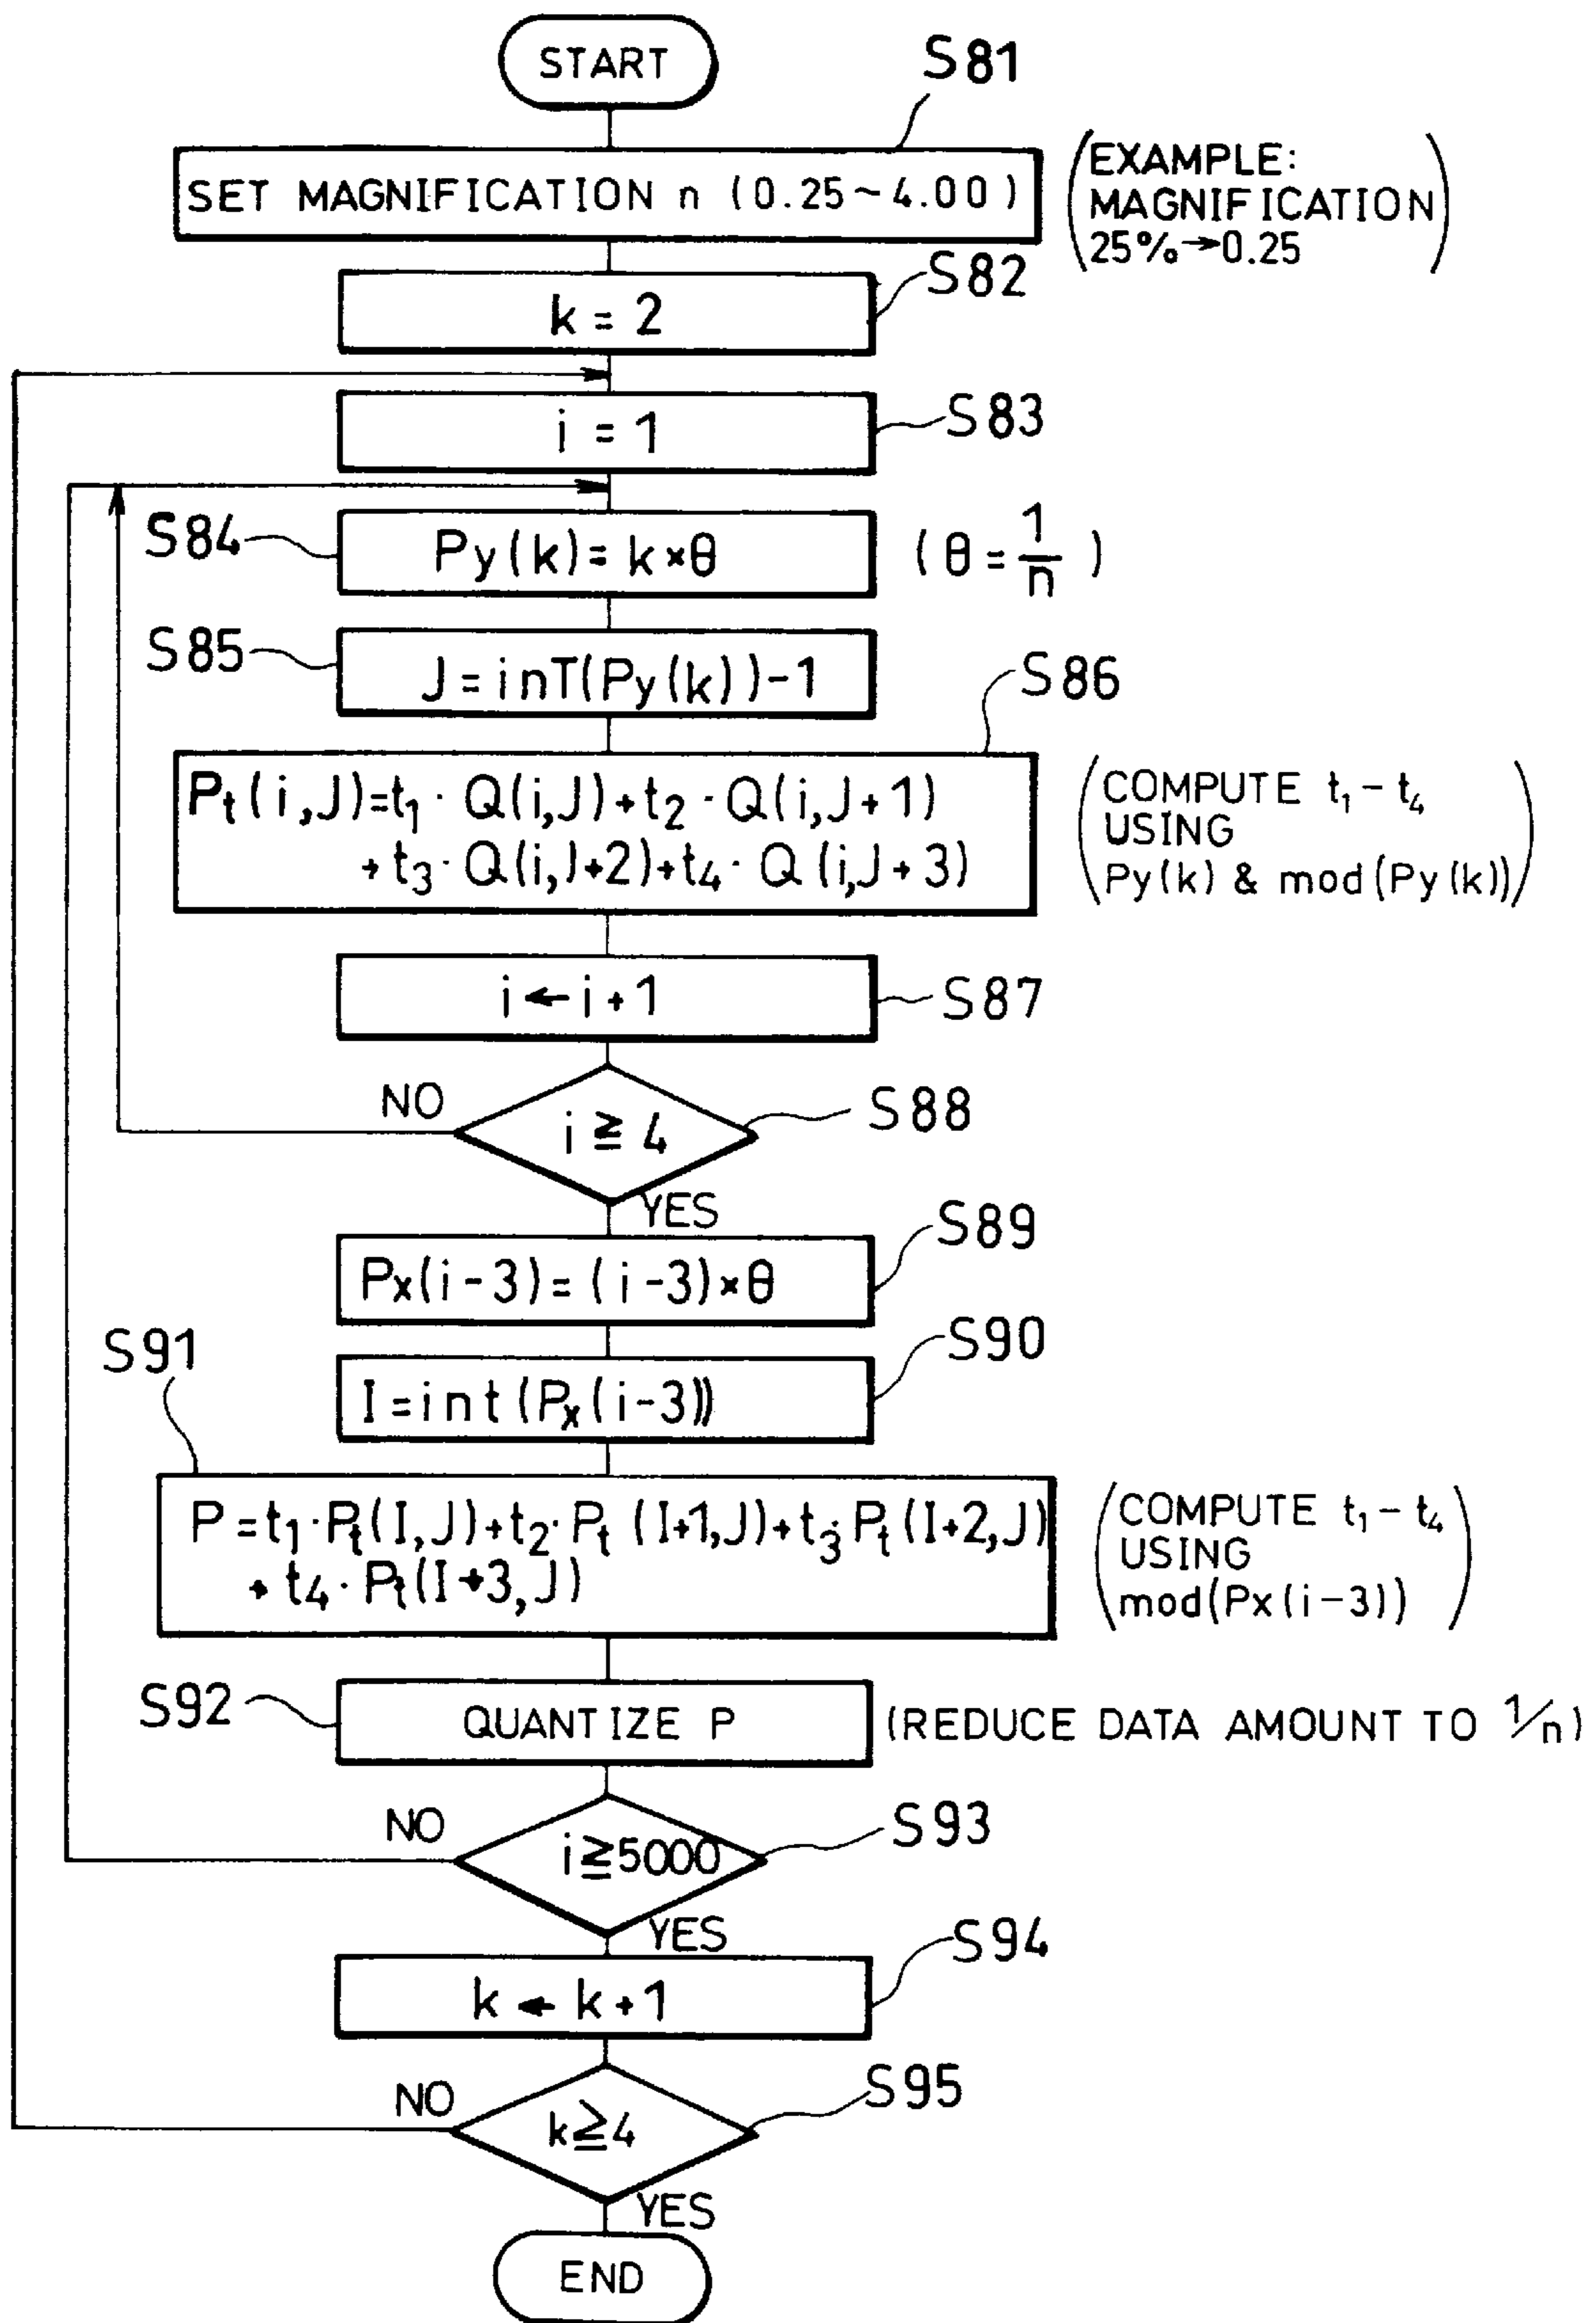 START
S81
SET MAGNIFICATION n (0.25~4.00)
(EXAMPLE:
MAGNIFICATION
25%→0.25)
S82
k = 2
S83
i = 1
S84
Py(k)= k×θ
(θ = 1/n)
S85
J = inT(Py(k))-1
S86
Pt(i,J)=t1 · Q(i,J)+t2 · Q(i,J+1)
+t3 · Q(i,J+2)+t4 · Q(i,J+3)
(COMPUTE t1 - t4
USING
Py(k) & mod(Py(k)))
i ← i+1
S87
NO
i ≧ 4
S88
YES
S89
Px(i-3)=(i-3)×θ
S90
I = int(Px(i-3))
S91
P = t1 · Pt(I,J)+t2 · Pt(I+1,J)+t3 · Pt(I+2,J)
+ t4 · Pt(I+3,J)
(COMPUTE t1 - t4
USING
mod(Px(i-3)))
S92
QUANTIZE P
(REDUCE DATA AMOUNT TO 1/n)
NO
i≧5000
S93
YES
S94
k ← k+1
NO
k≧4
S95
YES
END